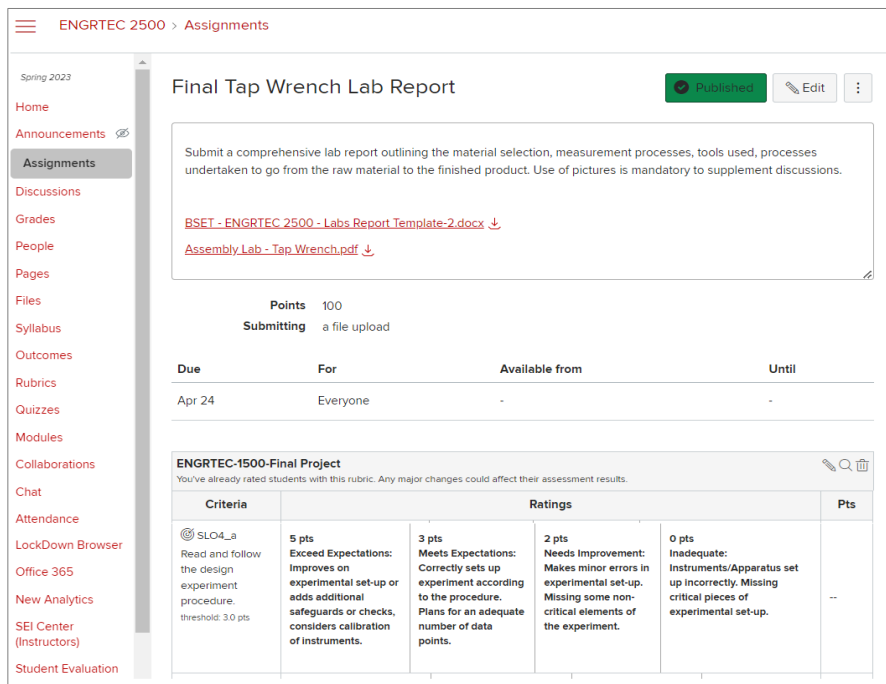 ENGRTEC 2500 > Assignments
Spring 2023
Home
Announcements
Assignments
Discussions
Grades
People
Pages
Files
Syllabus
Outcomes
Rubrics
Quizzes
Modules
Collaborations
Chat
Attendance
LockDown Browser
Office 365
New Analytics
SEI Center
(Instructors)
Student Evaluation
Final Tap Wrench Lab Report
Published
Edit
Submit a comprehensive lab report outlining the material selection, measurement processes, tools used, processes
undertaken to go from the raw material to the finished product. Use of pictures is mandatory to supplement discussions.
BSET - ENGRTEC 2500 - Labs Report Template-2.docx
Assembly Lab - Tap Wrench.pdf
Points 100
Submitting a file upload
Due For Available from Until
Apr 24 Everyone - -
ENGRTEC-1500-Final Project
You've already rated students with this rubric. Any major changes could affect their assessment results.
Criteria Ratings Pts
SLO4_a
Read and follow
the design
experiment
procedure.
threshold: 3.0 pts
5 pts
Exceed Expectations:
Improves on
experimental set-up or
adds additional
safeguards or checks,
considers calibration
of instruments.
3 pts
Meets Expectations:
Correctly sets up
experiment according
to the procedure.
Plans for an adequate
number of data
points.
2 pts
Needs Improvement:
Makes minor errors in
experimental set-up.
Missing some non-
critical elements of
the experiment.
0 pts
Inadequate:
Instruments/Apparatus set
up incorrectly. Missing
critical pieces of
experimental set-up.
--